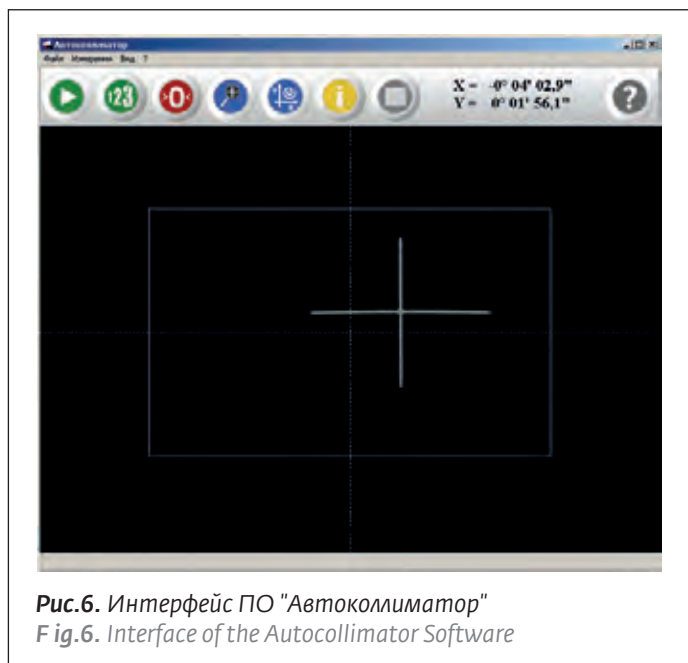 Автоколлиматор
Файл Измерения Вид ?
123
>0<
i
X = -0° 04' 02,9"
Y = 0° 01' 56,1"
?
Рис.6. Интерфейс ПО "Автоколлиматор"
F ig.6. Interface of the Autocollimator Software